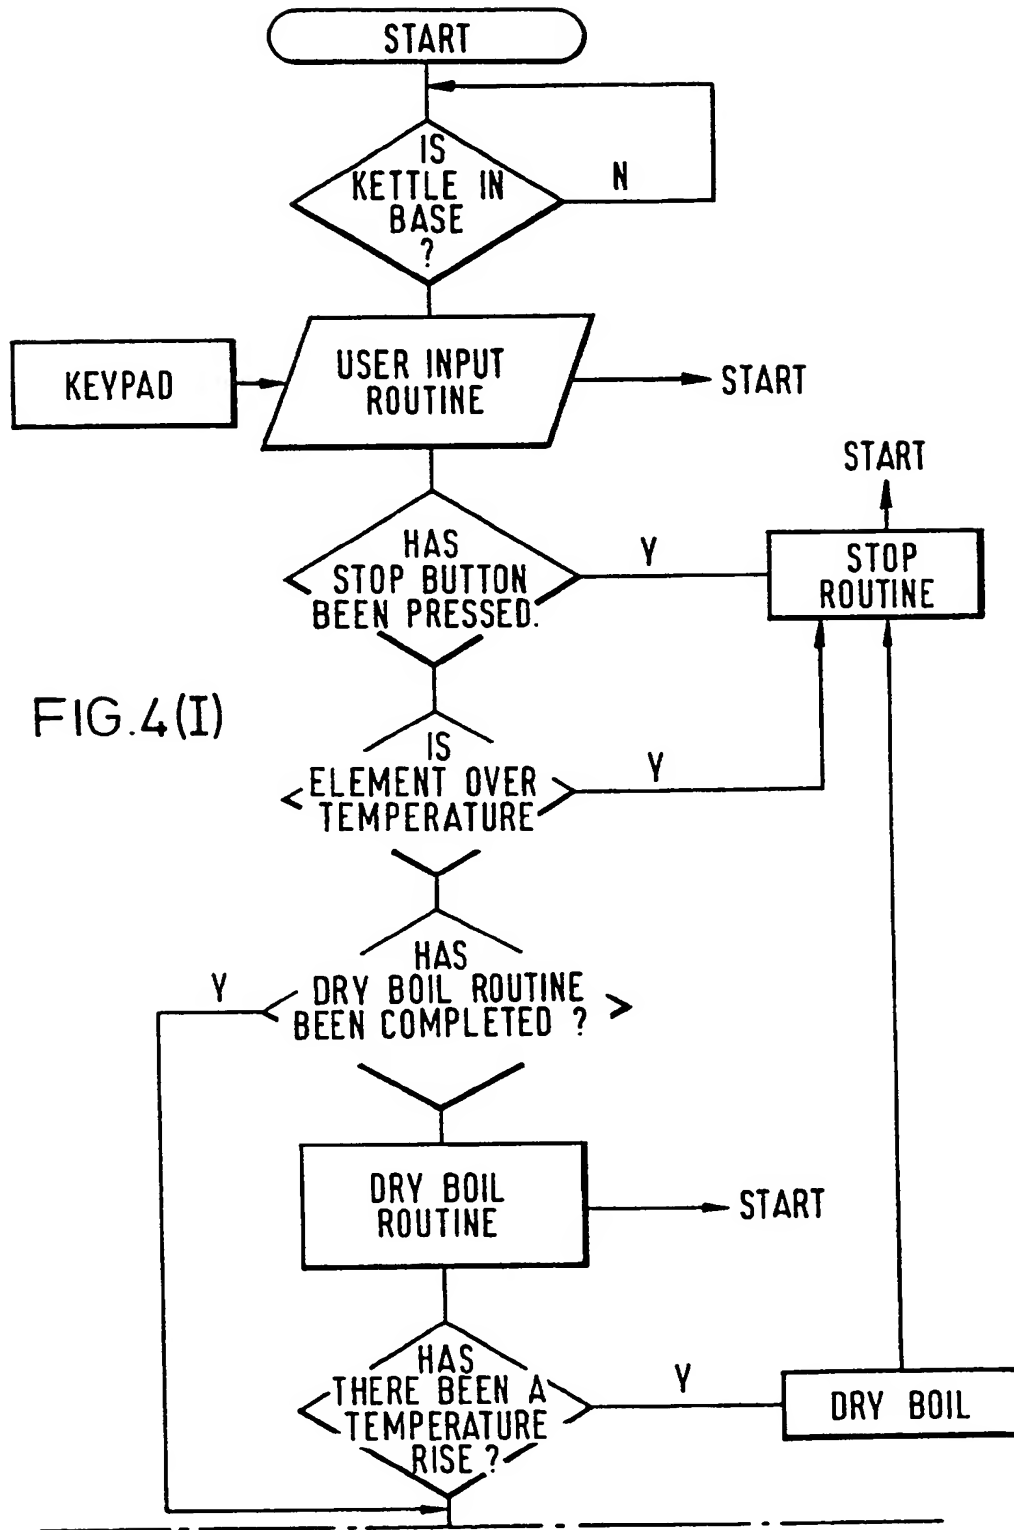 START
IS
KETTLE IN
BASE
?
N
KEYPAD
USER INPUT
ROUTINE
START
START
HAS
STOP BUTTON
BEEN PRESSED.
Y
STOP
ROUTINE
FIG.4(I)
IS
ELEMENT OVER
TEMPERATURE
Y
HAS
DRY BOIL ROUTINE
BEEN COMPLETED ?
Y
DRY BOIL
ROUTINE
START
HAS
THERE BEEN A
TEMPERATURE
RISE ?
Y
DRY BOIL